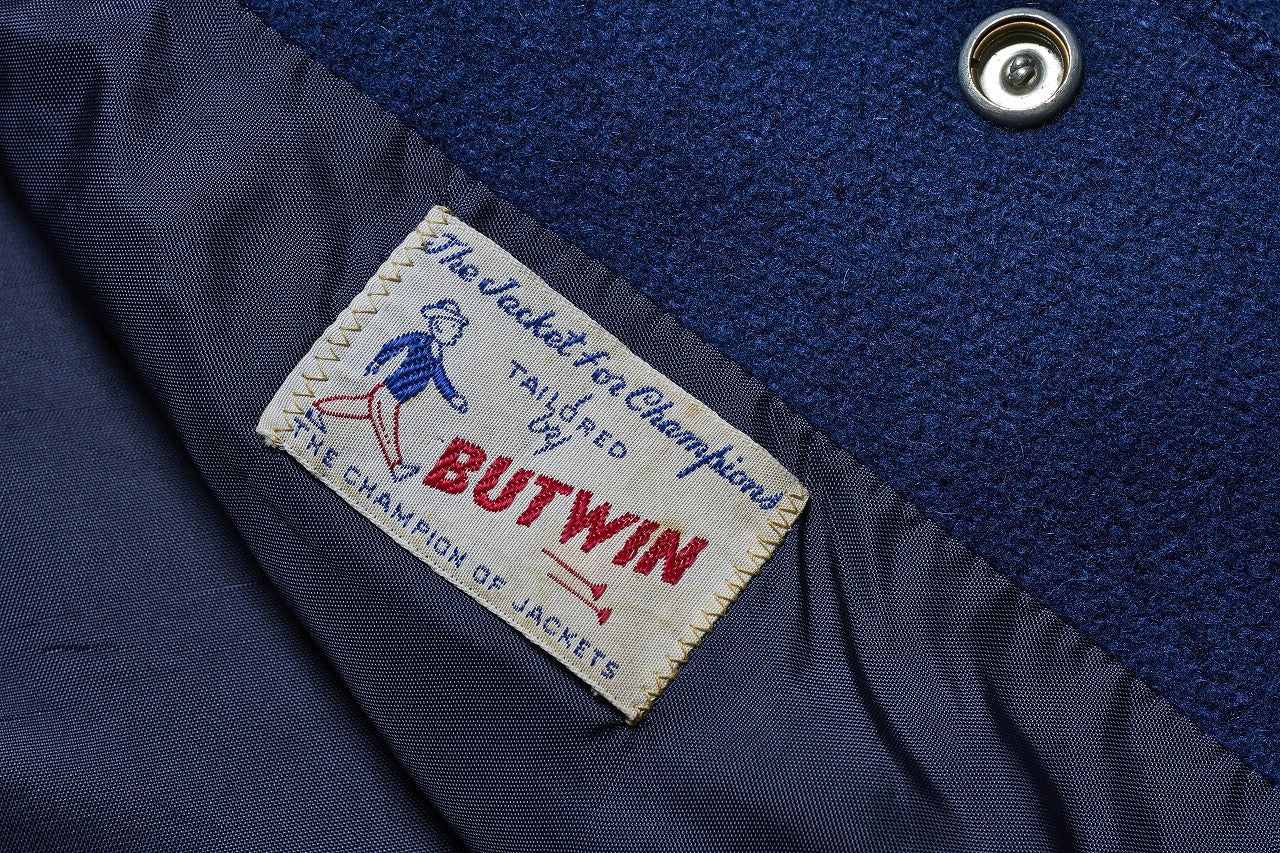 The Jacket for Champions
TAILORED
by
BUTWIN
THE CHAMPION OF JACKETS